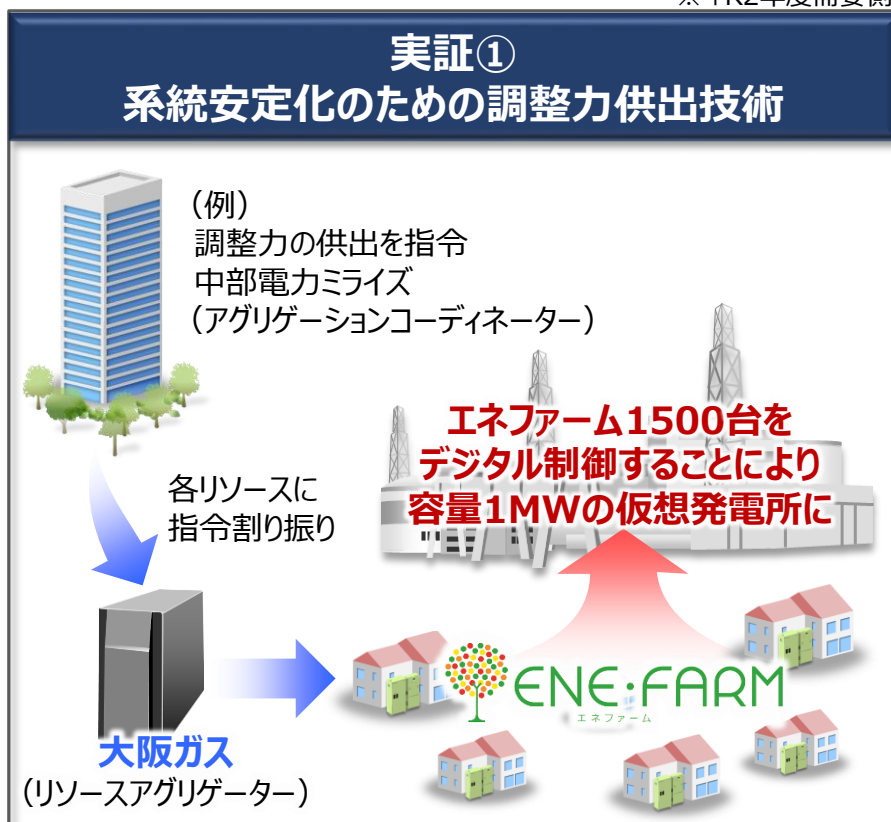 実証①
系統安定化のための調整力供出技術
（例）
調整力の供出を指令
中部電力ミライズ
（アグリゲーションコーディネーター）
エネファーム1500台を
デジタル制御することにより
容量1MWの仮想発電所に
各リソースに
指令割り振り
ENE・FARM
エネファーム
大阪ガス
（リソースアグリゲーター）